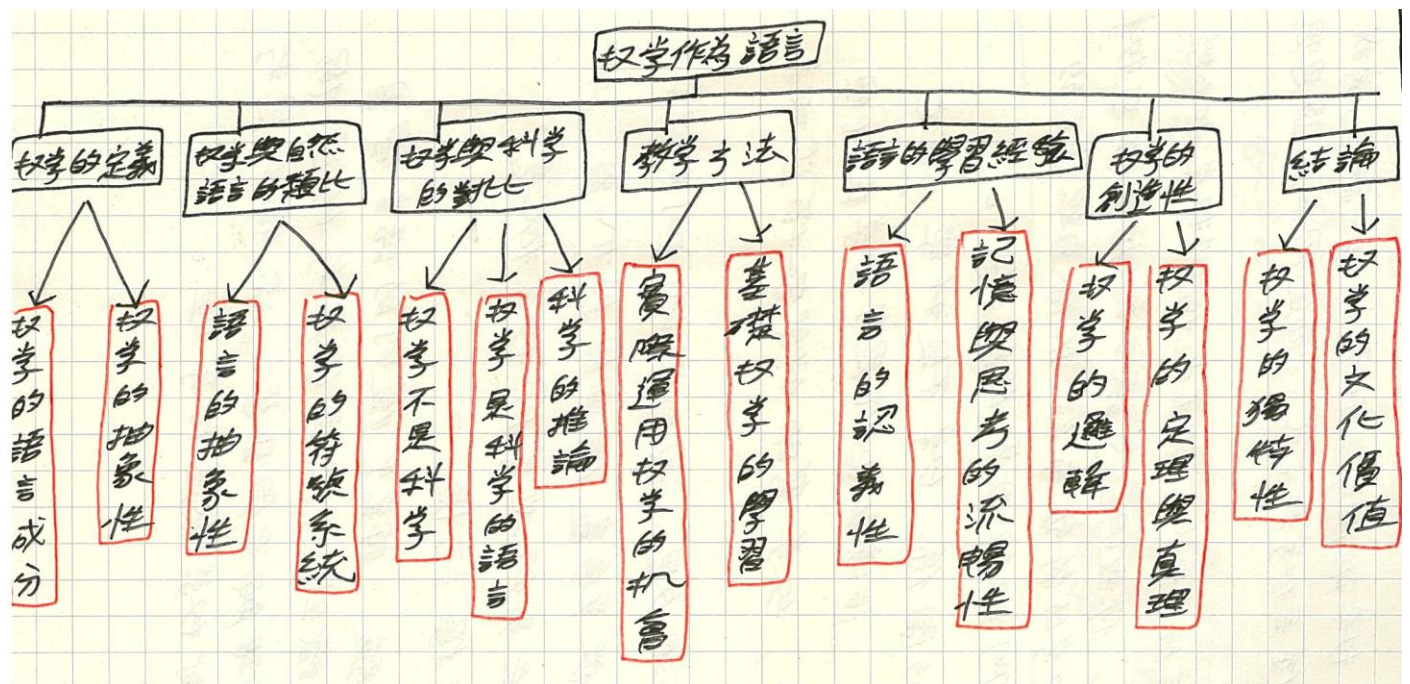 数学作為語言
数学的定義
数学與自然
語言的類比
数学與科学
的對比
教学方法
語言的學習經驗
数学的
創造性
結論
数学的語言成分
数学的抽象性
語言的抽象性
数学的符號系統
数学不是科学
数学是科学的語言
科学的推論
實際運用数学的机會
基礎数学的學習
語言的認義性
記憶與思考的流暢性
数学的邏輯
数学的定理與真理
数学的獨特性
数学的文化價值